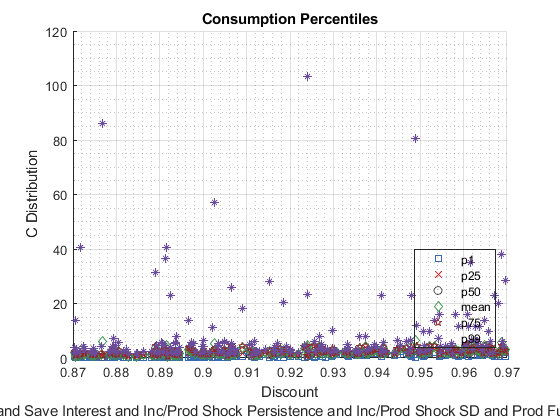 Consumption Percentiles
120
100
80
60
40
20
0
C Distribution
p1
p25
p50
mean
p75
p99
0.87 0.88 0.89 0.9 0.91 0.92 0.93 0.94 0.95 0.96 0.97
Discount
and Save Interest and Inc/Prod Shock Persistence and Inc/Prod Shock SD and Prod